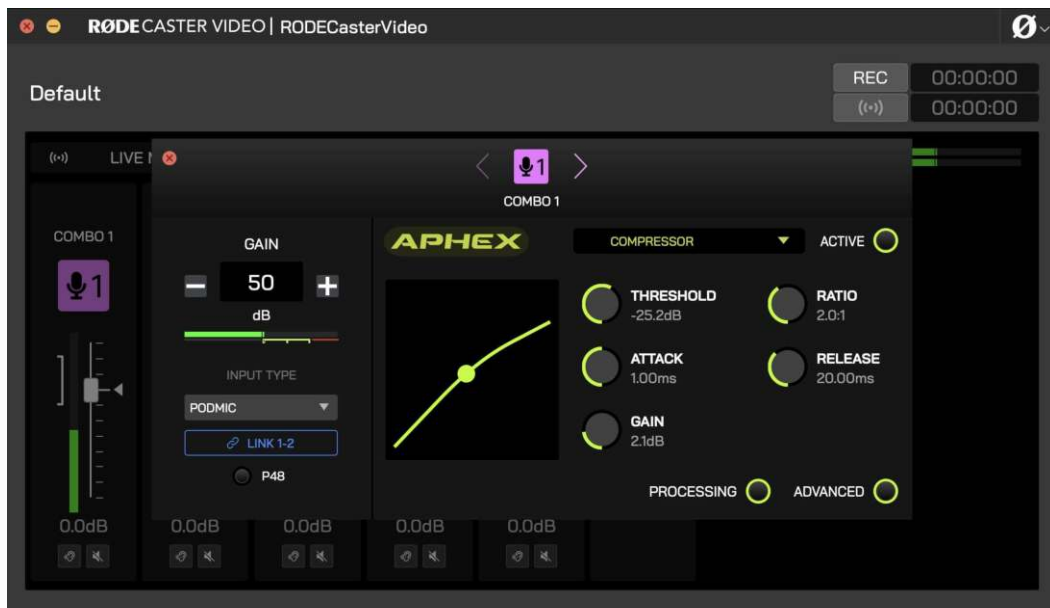 RØDECASTER VIDEO | RODECasterVideo
Default
REC 00:00:00
((•)) 00:00:00
((•)) LIVE
1
COMBO 1
COMBO 1
1
GAIN
50
dB
INPUT TYPE
PODMIC
LINK 1-2
P48
APHEX
COMPRESSOR
ACTIVE
THRESHOLD
-25.2dB
RATIO
2.0:1
ATTACK
1.00ms
RELEASE
20.00ms
GAIN
2.1dB
PROCESSING
ADVANCED
0.0dB 0.0dB 0.0dB 0.0dB 0.0dB